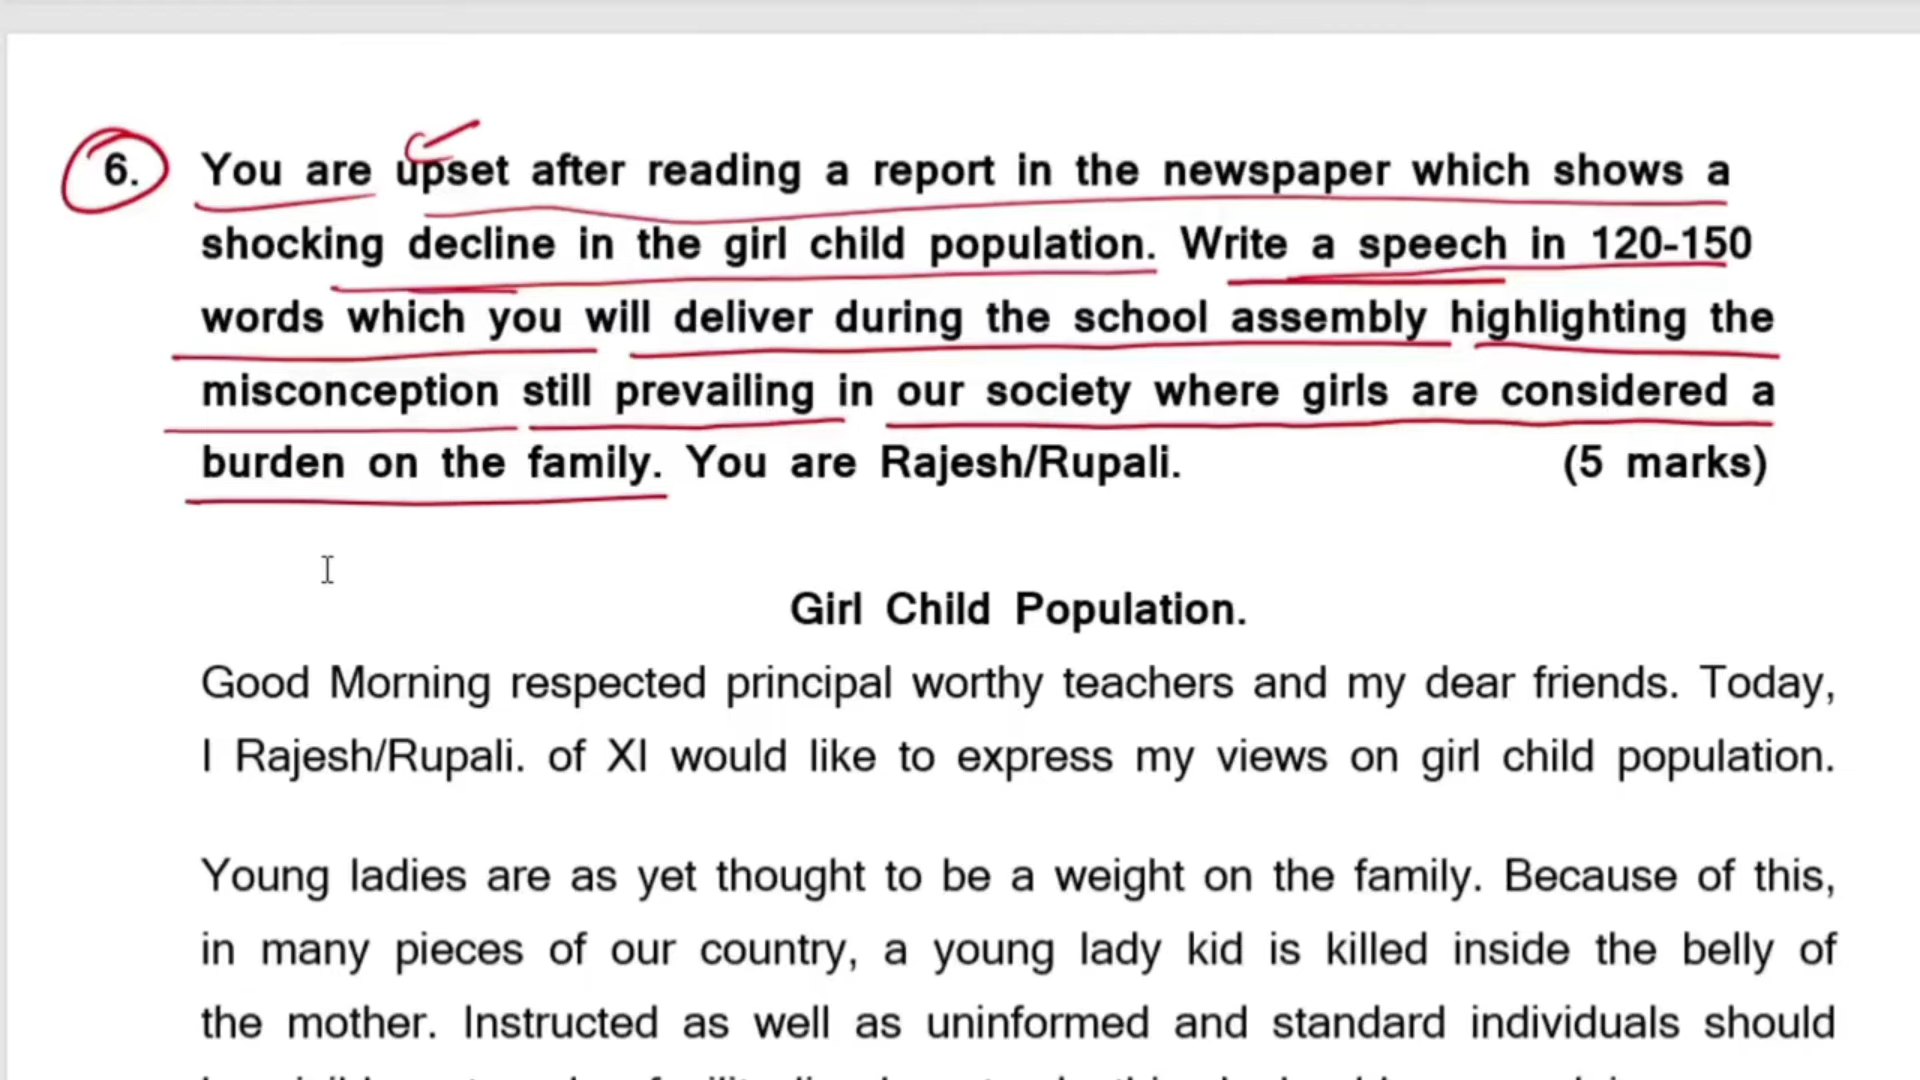 6. You are upset after reading a report in the newspaper which shows a
shocking decline in the girl child population. Write a speech in 120-150
words which you will deliver during the school assembly highlighting the
misconception still prevailing in our society where girls are considered a
burden on the family. You are Rajesh/Rupali. (5 marks)
Girl Child Population.
Good Morning respected principal worthy teachers and my dear friends. Today,
I Rajesh/Rupali. of XI would like to express my views on girl child population.
Young ladies are as yet thought to be a weight on the family. Because of this,
in many pieces of our country, a young lady kid is killed inside the belly of
the mother. Instructed as well as uninformed and standard individuals should